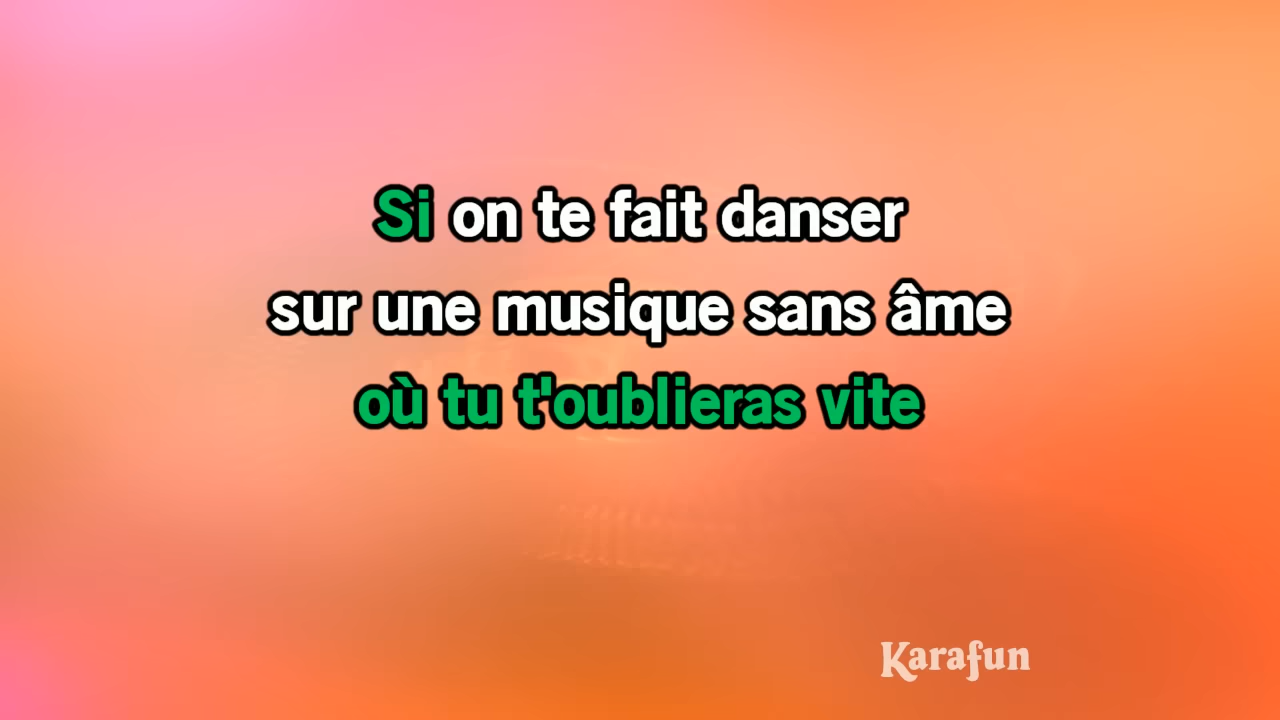 Si on te fait danser
sur une musique sans âme
où tu t'oublieras vite
Karafun